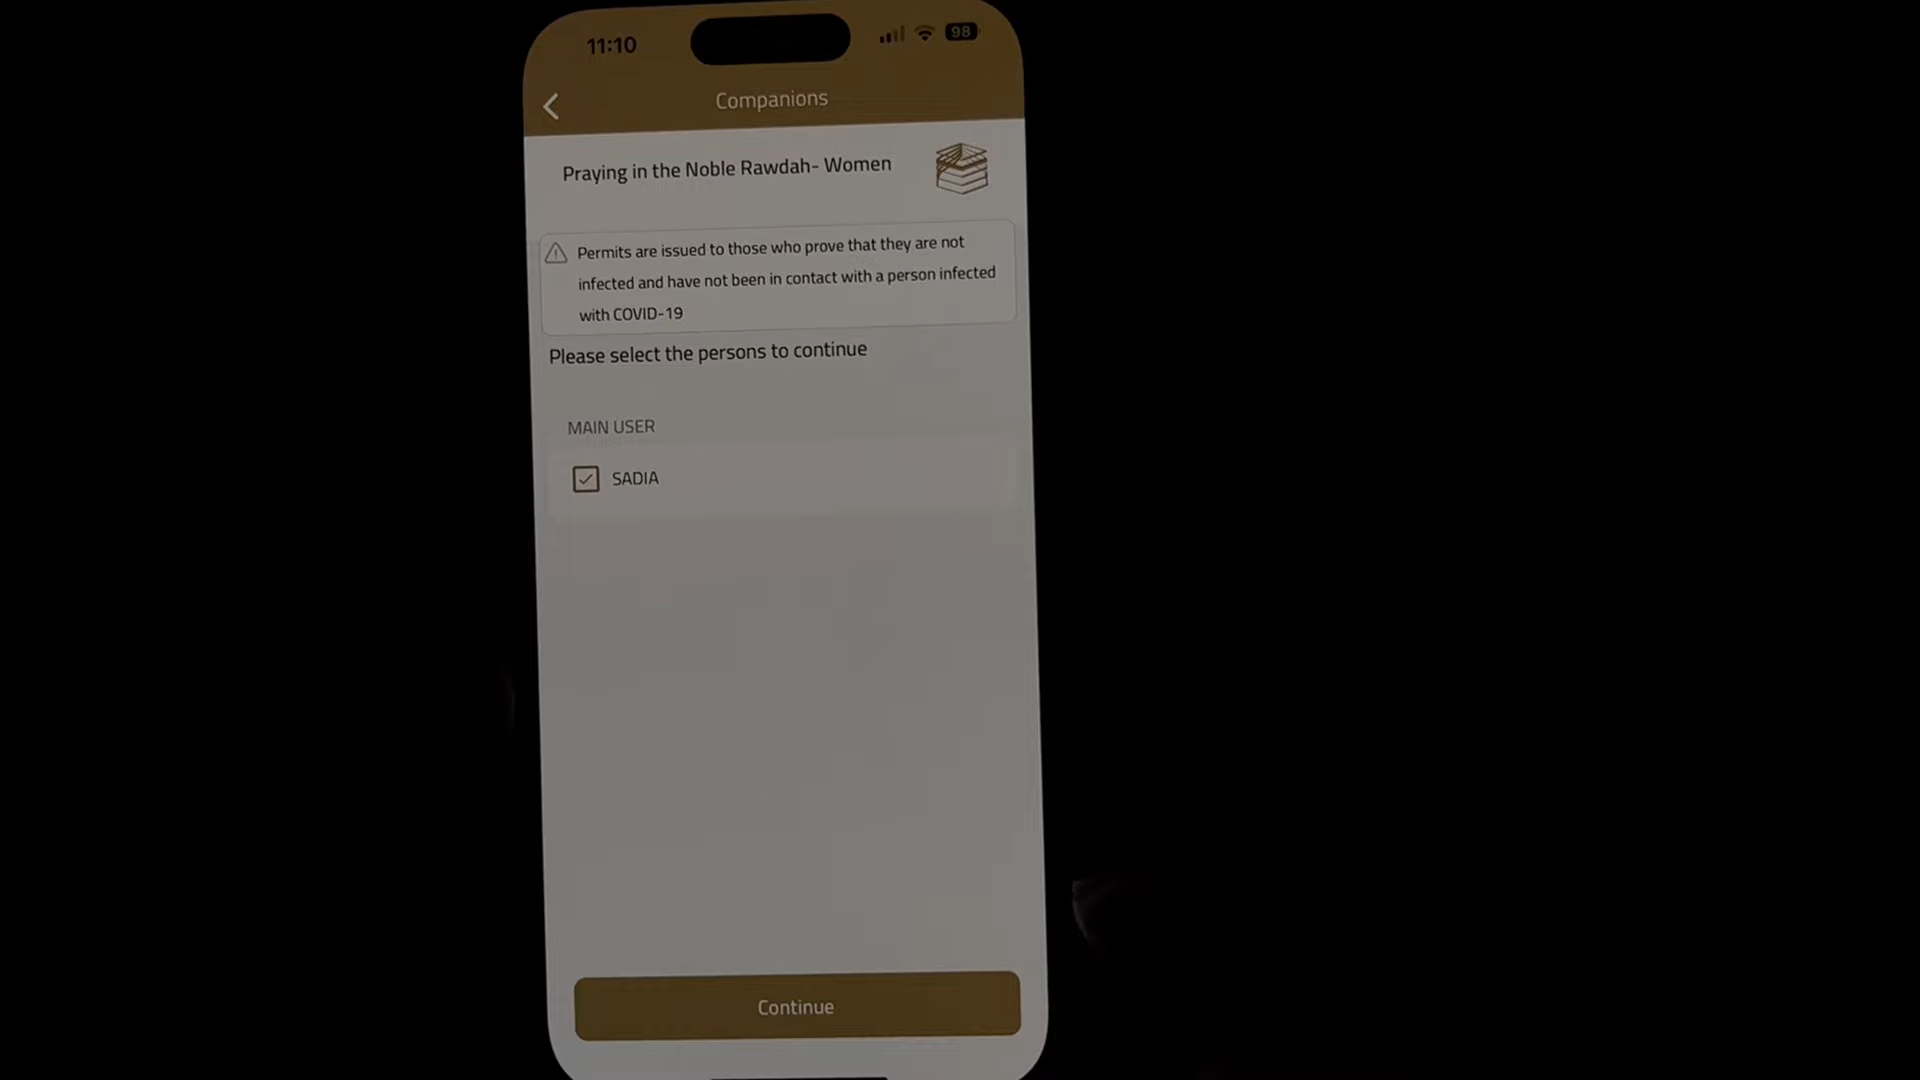 11:10
98
Companions
Praying in the Noble Rawdah- Women
Permits are issued to those who prove that they are not
infected and have not been in contact with a person infected
with COVID-19
Please select the persons to continue
MAIN USER
SADIA
Continue